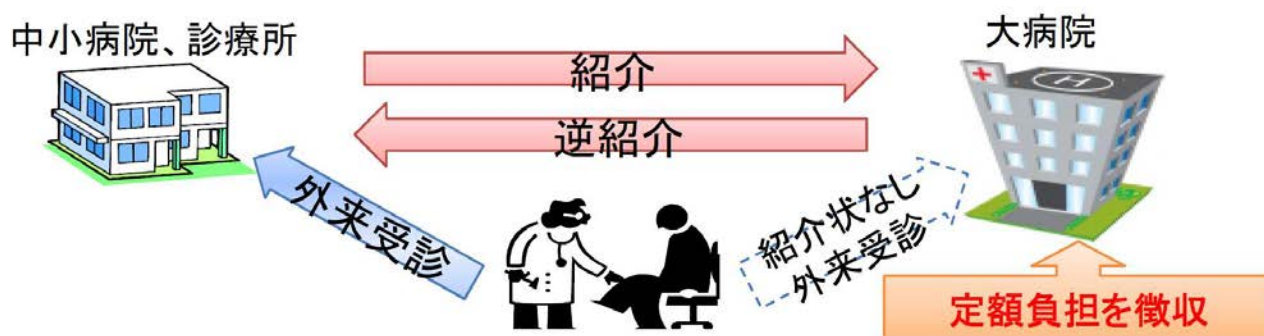 中小病院、診療所
大病院
紹介
逆紹介
外来受診
紹介状なし
外来受診
定額負担を徴収